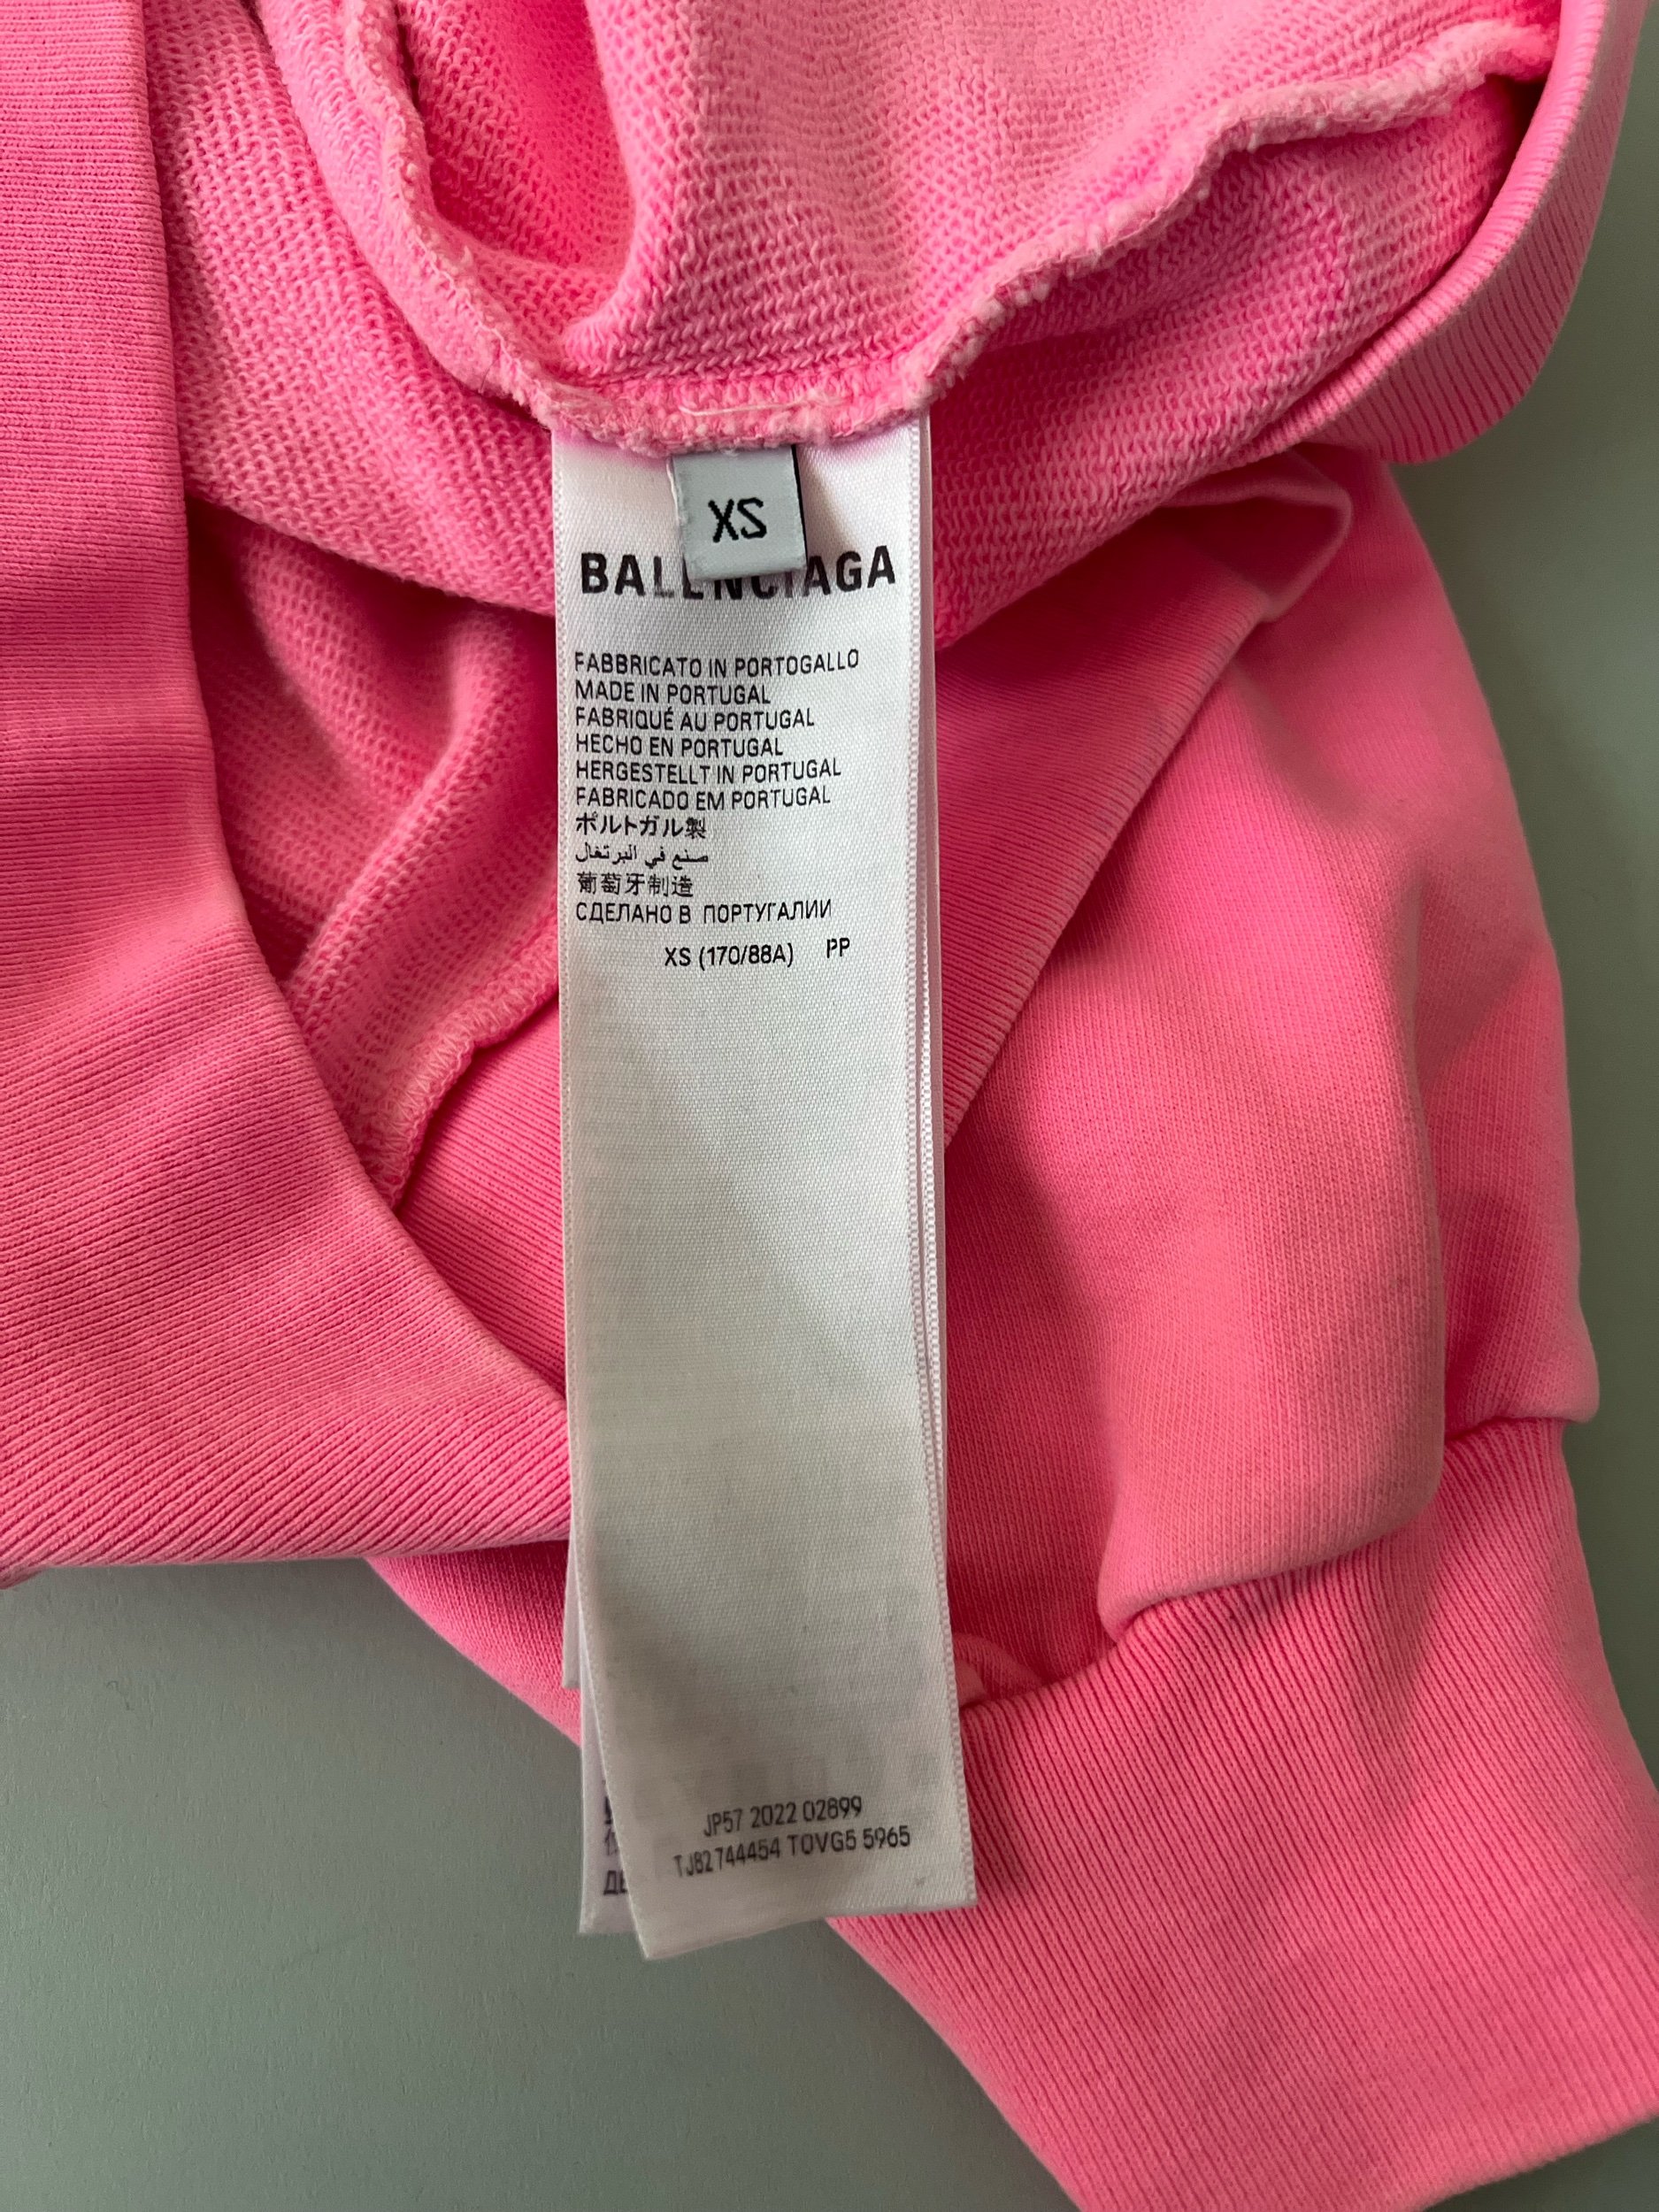 XS
BALENCIAGA
FABBRICATO IN PORTOGALLO
MADE IN PORTUGAL
FABRIQUÉ AU PORTUGAL
HECHO EN PORTUGAL
HERGESTELLT IN PORTUGAL
FABRICADO EM PORTUGAL
ポルトガル製
صنع في البرتغال
葡萄牙制造
СДЕЛАНО В ПОРТУГАЛИИ
XS (170/88A) PP
JP57 2022 02899
TJ82 744454 TOVG5 5965